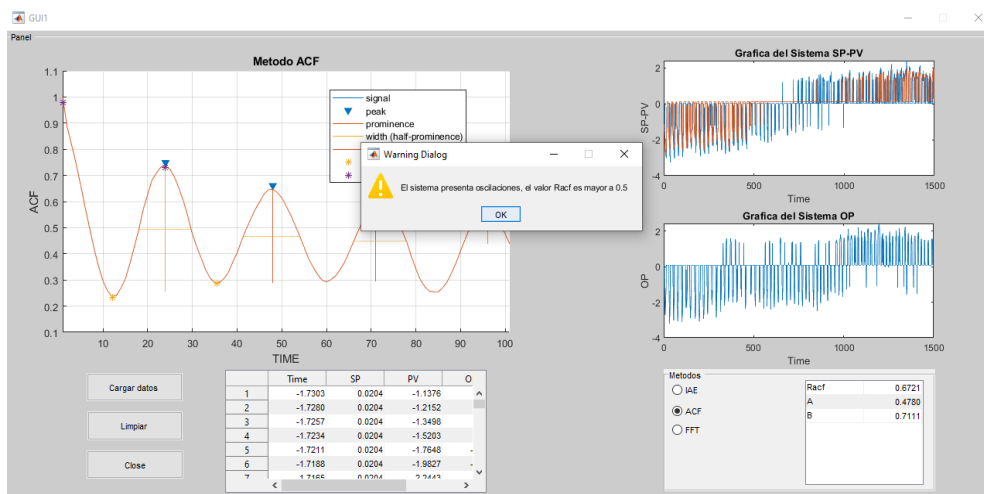 GUI1
Panel
Metodo ACF
1.1
1
0.9
0.8
0.7
0.6
0.5
0.4
0.3
0.2
0.1
ACF
10 20 30 40 50 60 70 80 90 100
TIME
signal
peak
prominence
width (half-prominence)
Warning Dialog
El sistema presenta oscilaciones, el valor Racf es mayor a 0.5
OK
Grafica del Sistema SP-PV
2
0
-2
-4
SP-PV
0 500 1000 1500
Time
Grafica del Sistema OP
2
0
-2
-4
OP
0 500 1000 1500
Time
Cargar datos
Limpiar
Close
Time SP PV O
1 -1.7303 0.0204 -1.1376
2 -1.7280 0.0204 -1.2152
3 -1.7257 0.0204 -1.3498
4 -1.7234 0.0204 -1.5203
5 -1.7211 0.0204 -1.7648 -
6 -1.7188 0.0204 -1.9827 -
7 -1.7165 0.0204 -2.2443
Metodos
IAE
ACF
FFT
Racf 0.6721
A 0.4780
B 0.7111